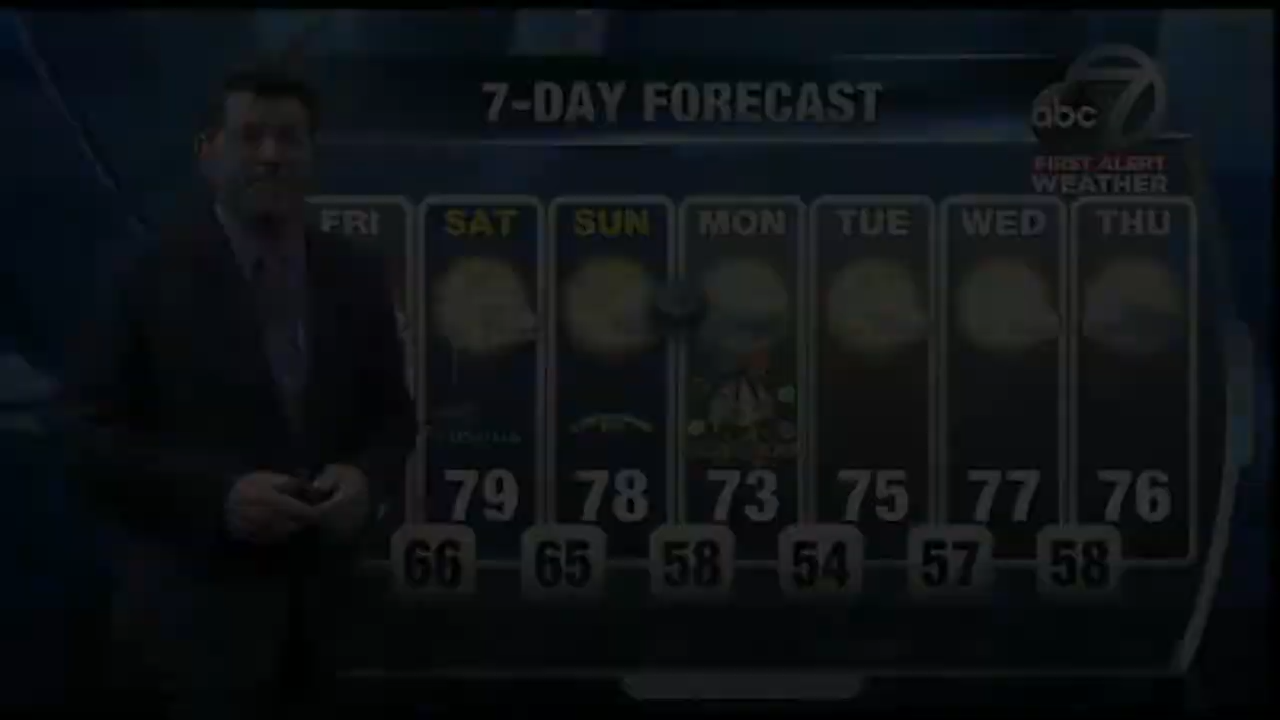 7-DAY FORECAST
abc 7
FIRST ALERT
WEATHER
FRI SAT SUN MON TUE WED THU
79 78 73 75 77 76
66 65 58 54 57 58